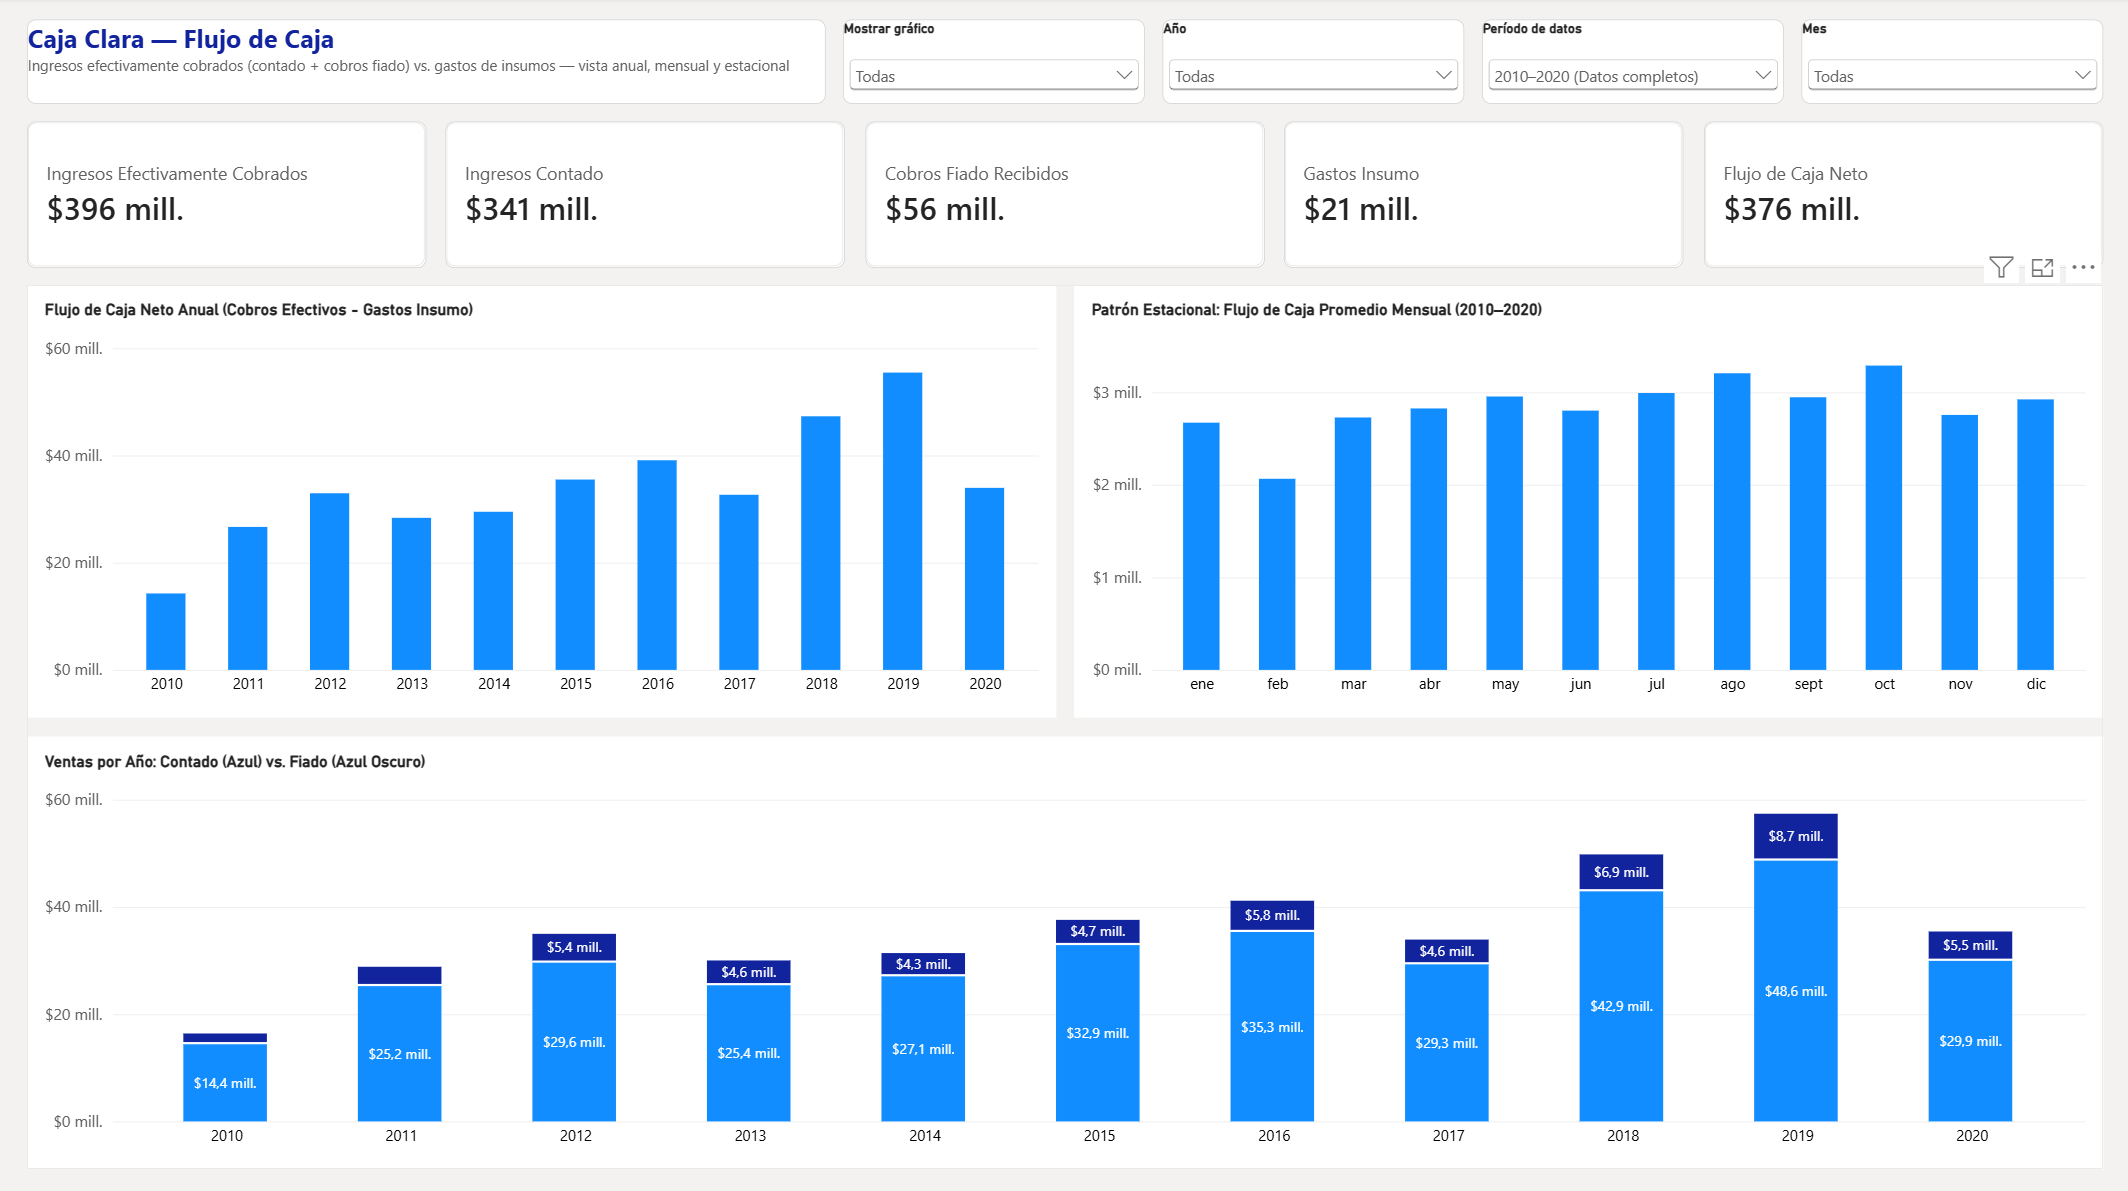 Caja Clara — Flujo de Caja
Ingresos efectivamente cobrados (contado + cobros fiado) vs. gastos de insumos — vista anual, mensual y estacional
Mostrar gráfico
Todas
Año
Todas
Período de datos
2010–2020 (Datos completos)
Mes
Todas
Ingresos Efectivamente Cobrados
$396 mill.
Ingresos Contado
$341 mill.
Cobros Fiado Recibidos
$56 mill.
Gastos Insumo
$21 mill.
Flujo de Caja Neto
$376 mill.
Flujo de Caja Neto Anual (Cobros Efectivos - Gastos Insumo)
$60 mill.
$40 mill.
$20 mill.
$0 mill.
2010 2011 2012 2013 2014 2015 2016 2017 2018 2019 2020
Patrón Estacional: Flujo de Caja Promedio Mensual (2010–2020)
$3 mill.
$2 mill.
$1 mill.
$0 mill.
ene feb mar abr may jun jul ago sept oct nov dic
Ventas por Año: Contado (Azul) vs. Fiado (Azul Oscuro)
$60 mill.
$40 mill.
$20 mill.
$0 mill.
$5,4 mill. $4,6 mill. $4,3 mill. $4,7 mill. $5,8 mill. $4,6 mill. $6,9 mill. $8,7 mill. $5,5 mill.
$14,4 mill. $25,2 mill. $29,6 mill. $25,4 mill. $27,1 mill. $32,9 mill. $35,3 mill. $29,3 mill. $42,9 mill. $48,6 mill. $29,9 mill.
2010 2011 2012 2013 2014 2015 2016 2017 2018 2019 2020